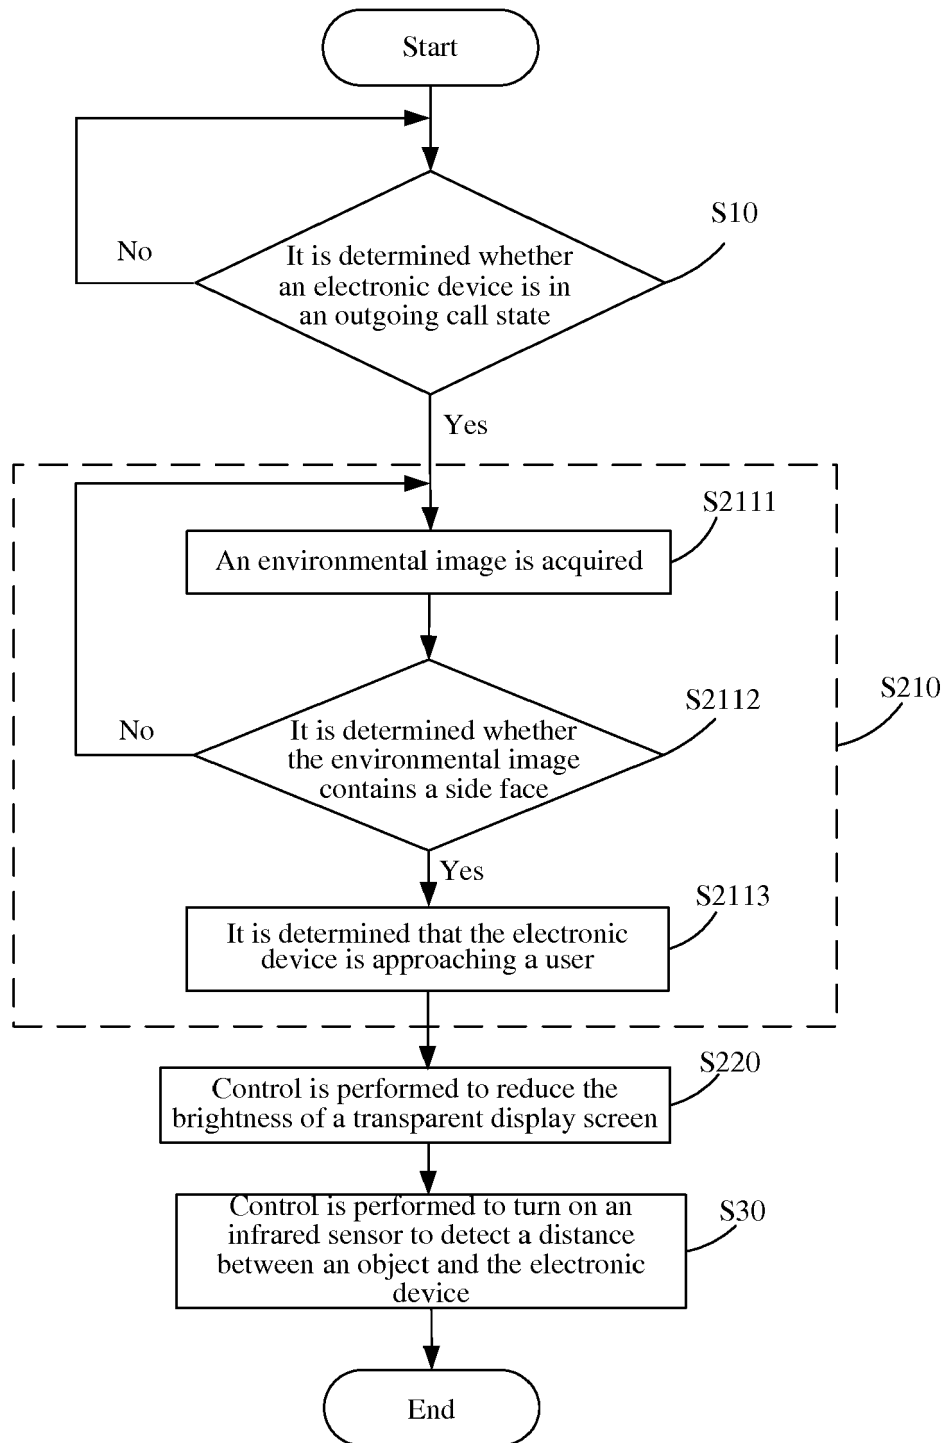 Start
S10
No
It is determined whether
an electronic device is in
an outgoing call state
Yes
S2111
An environmental image is acquired
S2112
S210
No
It is determined whether
the environmental image
contains a side face
Yes
S2113
It is determined that the electronic
device is approaching a user
S220
Control is performed to reduce the
brightness of a transparent display screen
S30
Control is performed to turn on an
infrared sensor to detect a distance
between an object and the electronic
device
End